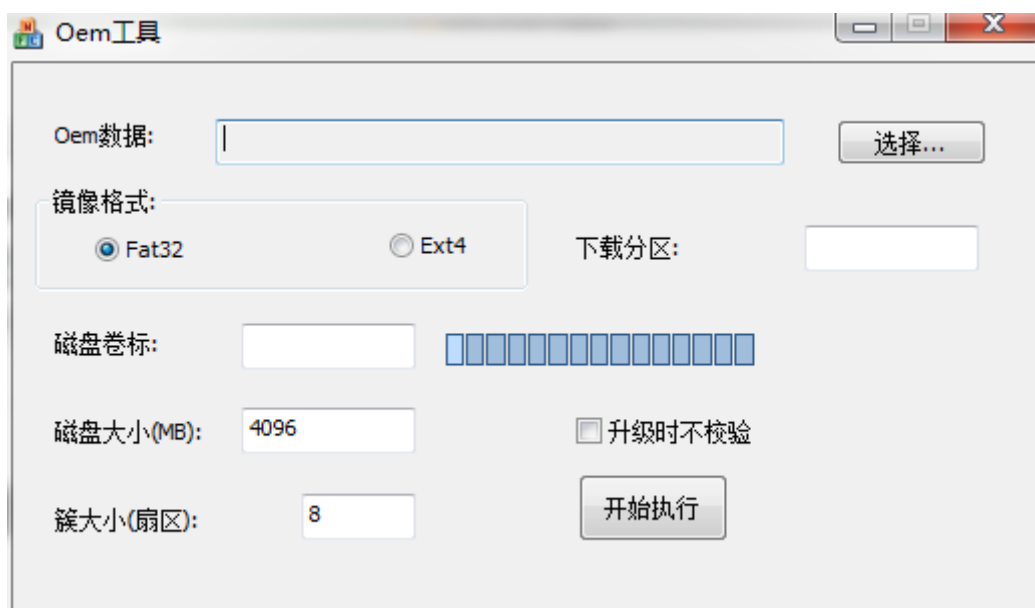 Oem工具
Oem数据:
选择...
镜像格式:
Fat32
Ext4
下载分区:
磁盘卷标:
磁盘大小(MB):
4096
升级时不校验
簇大小(扇区):
8
开始执行